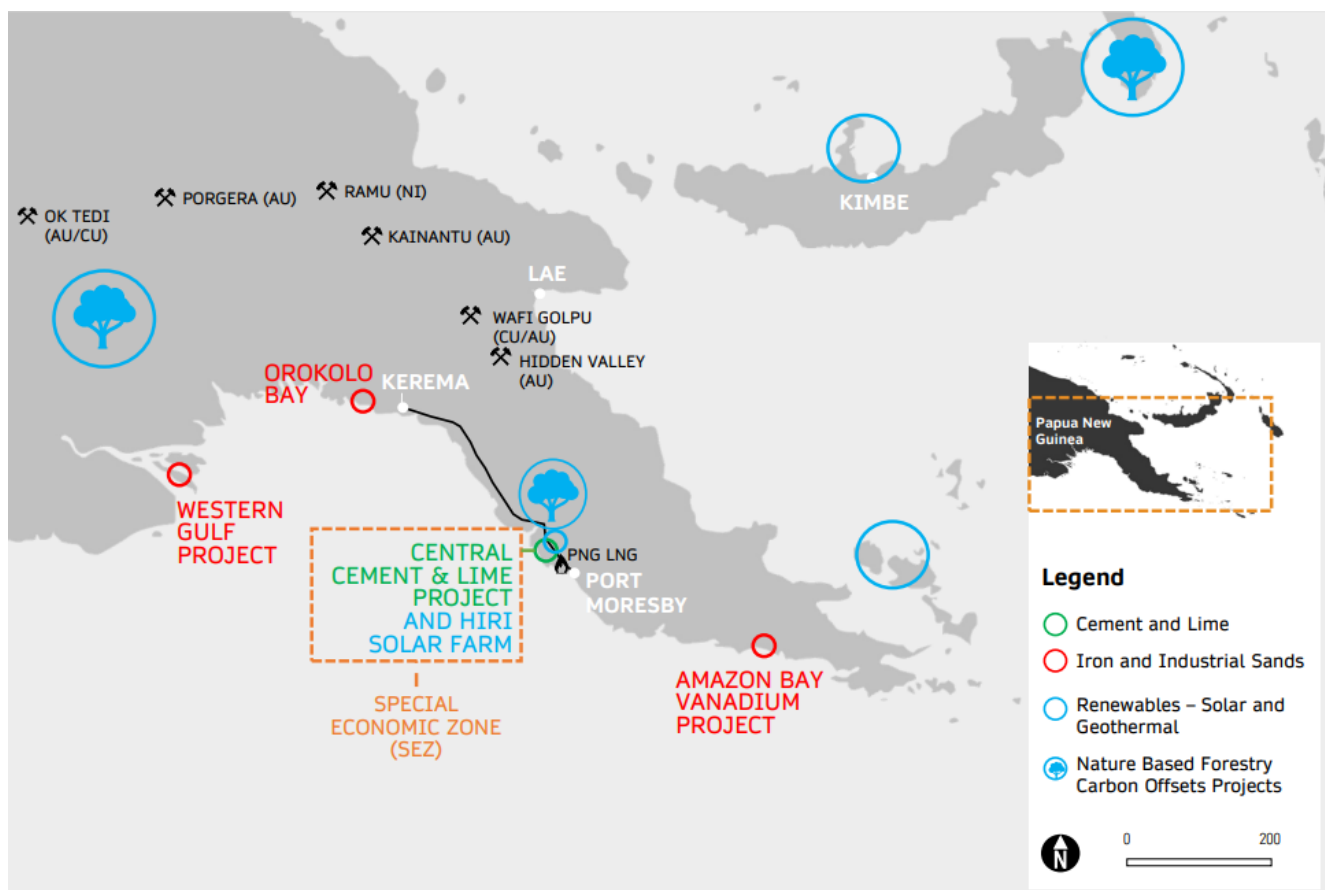 KIMBE
PORGERA (AU)
RAMU (NI)
OK TEDI
(AU/CU)
KAINANTU (AU)
LAE
WAFI GOLPU
(CU/AU)
HIDDEN VALLEY
(AU)
OROKOLO
BAY
KEREMA
WESTERN
GULF
PROJECT
CENTRAL
CEMENT & LIME
PROJECT
AND HIRI
SOLAR FARM
PNG LNG
PORT
MORESBY
SPECIAL
ECONOMIC ZONE
(SEZ)
AMAZON BAY
VANADIUM
PROJECT
Papua New
Guinea
Legend
Cement and Lime
Iron and Industrial Sands
Renewables – Solar and
Geothermal
Nature Based Forestry
Carbon Offsets Projects
N
0 200